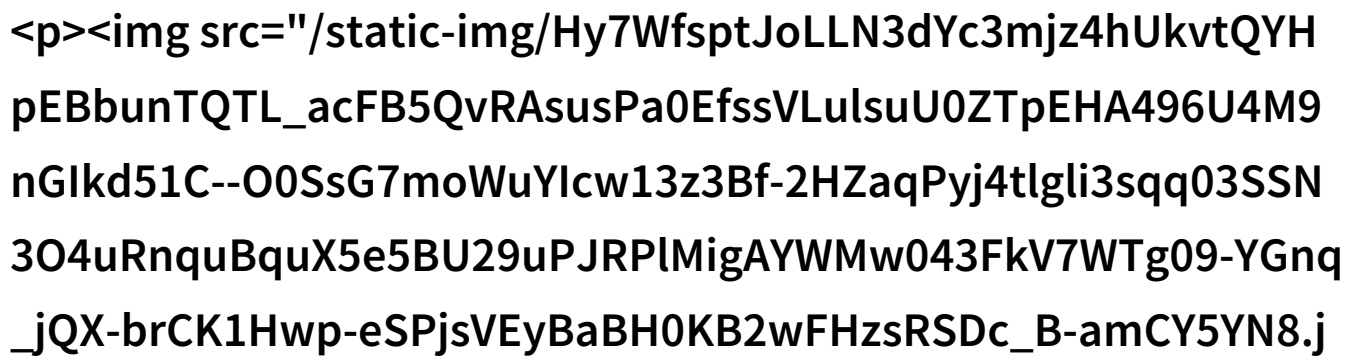 <p><img src="/static-img/Hy7WfsptJoLLN3dYc3mjz4hUkvtQYH
pEBbunTQTL_acFB5QvRAsusPa0EfssVLulsuU0ZTpEHA496U4M9
nGIkd51C--O0SsG7moWuYIcw13z3Bf-2HZaqPyj4tlgli3sqq03SSN
3O4uRnquBquX5e5BU29uPJRPlMigAYWMw043FkV7WTg09-YGnq
_jQX-brCK1Hwp-eSPjsVEyBaBH0KB2wFHzsRSDc_B-amCY5YN8.j